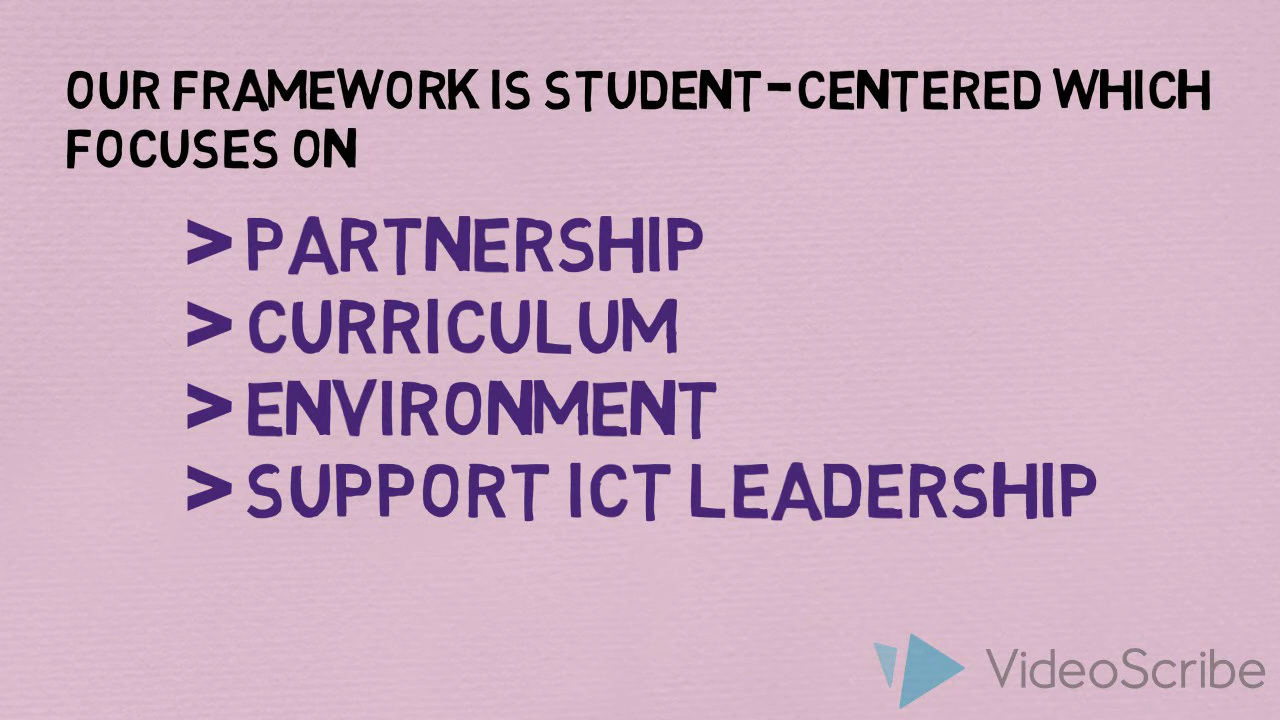 OUR FRAMEWORK IS STUDENT-CENTERED WHICH
FOCUSES ON
> PARTNERSHIP
> CURRICULUM
> ENVIRONMENT
> SUPPORT ICT LEADERSHIP
VideoScribe